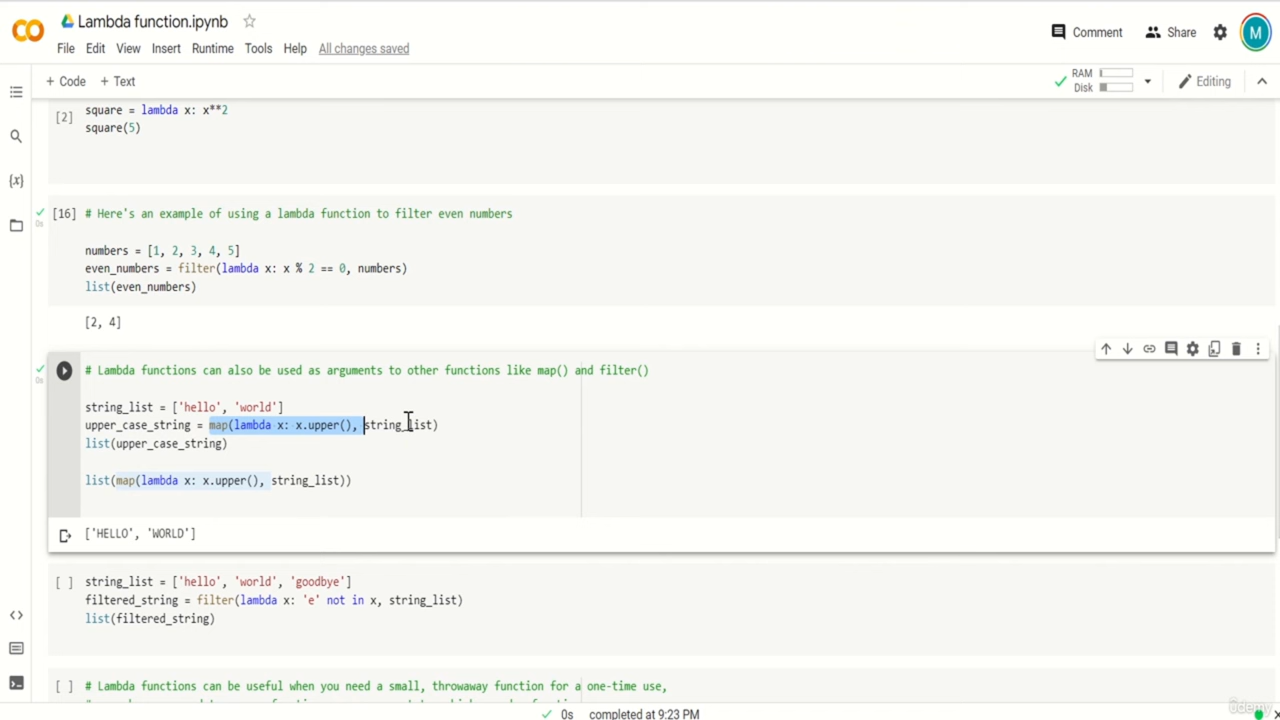 Lambda function.ipynb
Comment
Share
M
File Edit View Insert Runtime Tools Help All changes saved
+ Code + Text
RAM
Disk
Editing
[2] square = lambda x: x**2
square(5)
{x}
[16] # Here's an example of using a lambda function to filter even numbers
0s
numbers = [1, 2, 3, 4, 5]
even_numbers = filter(lambda x: x % 2 == 0, numbers)
list(even_numbers)
[2, 4]
# Lambda functions can also be used as arguments to other functions like map() and filter()
0s
string_list = ['hello', 'world']
upper_case_string = map(lambda x: x.upper(), string_list)
list(upper_case_string)
list(map(lambda x: x.upper(), string_list))
['HELLO', 'WORLD']
[ ] string_list = ['hello', 'world', 'goodbye']
filtered_string = filter(lambda x: 'e' not in x, string_list)
list(filtered_string)
[ ] # Lambda functions can be useful when you need a small, throwaway function for a one-time use,
0s completed at 9:23 PM
udemy